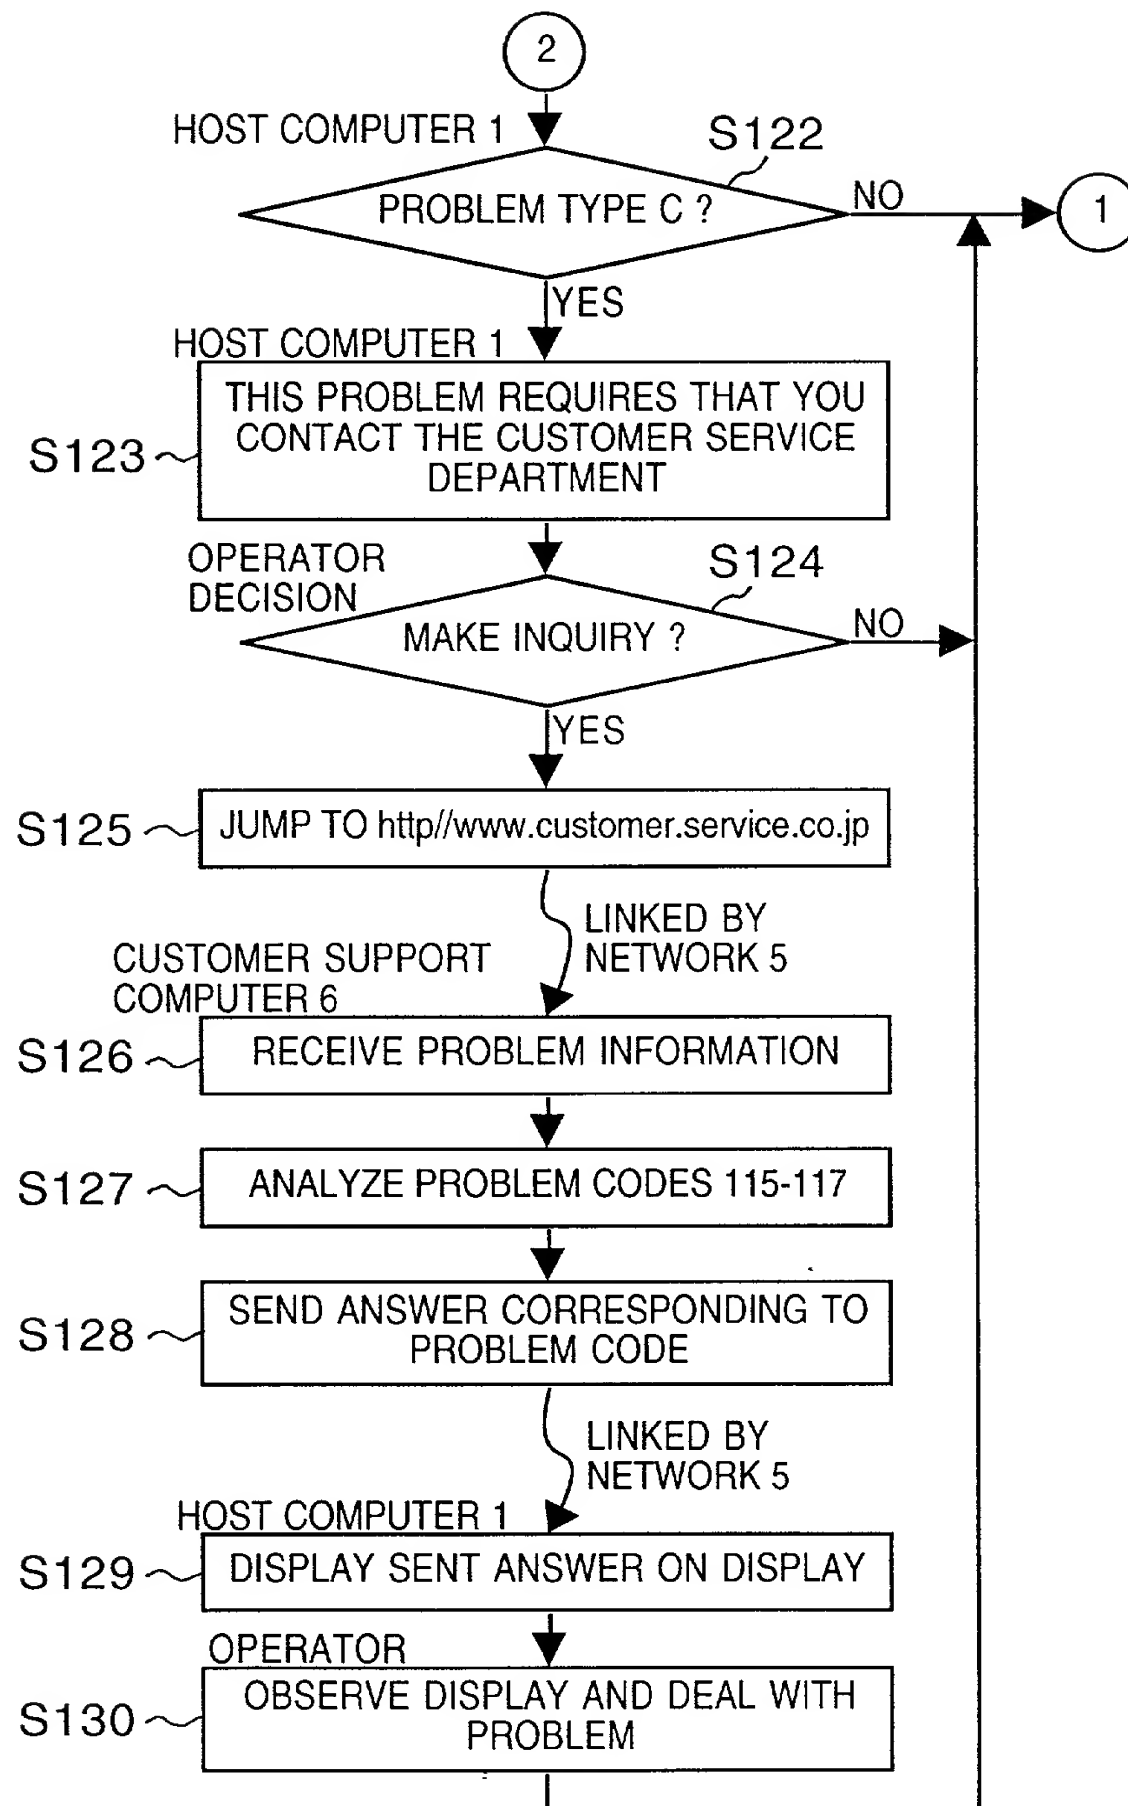 2
HOST COMPUTER 1
S122
PROBLEM TYPE C ?
NO
1
YES
HOST COMPUTER 1
THIS PROBLEM REQUIRES THAT YOU
CONTACT THE CUSTOMER SERVICE
DEPARTMENT
S123
OPERATOR
DECISION
S124
MAKE INQUIRY ?
NO
YES
S125
JUMP TO http//www.customer.service.co.jp
LINKED BY
NETWORK 5
CUSTOMER SUPPORT
COMPUTER 6
S126
RECEIVE PROBLEM INFORMATION
S127
ANALYZE PROBLEM CODES 115-117
S128
SEND ANSWER CORRESPONDING TO
PROBLEM CODE
LINKED BY
NETWORK 5
HOST COMPUTER 1
S129
DISPLAY SENT ANSWER ON DISPLAY
OPERATOR
S130
OBSERVE DISPLAY AND DEAL WITH
PROBLEM